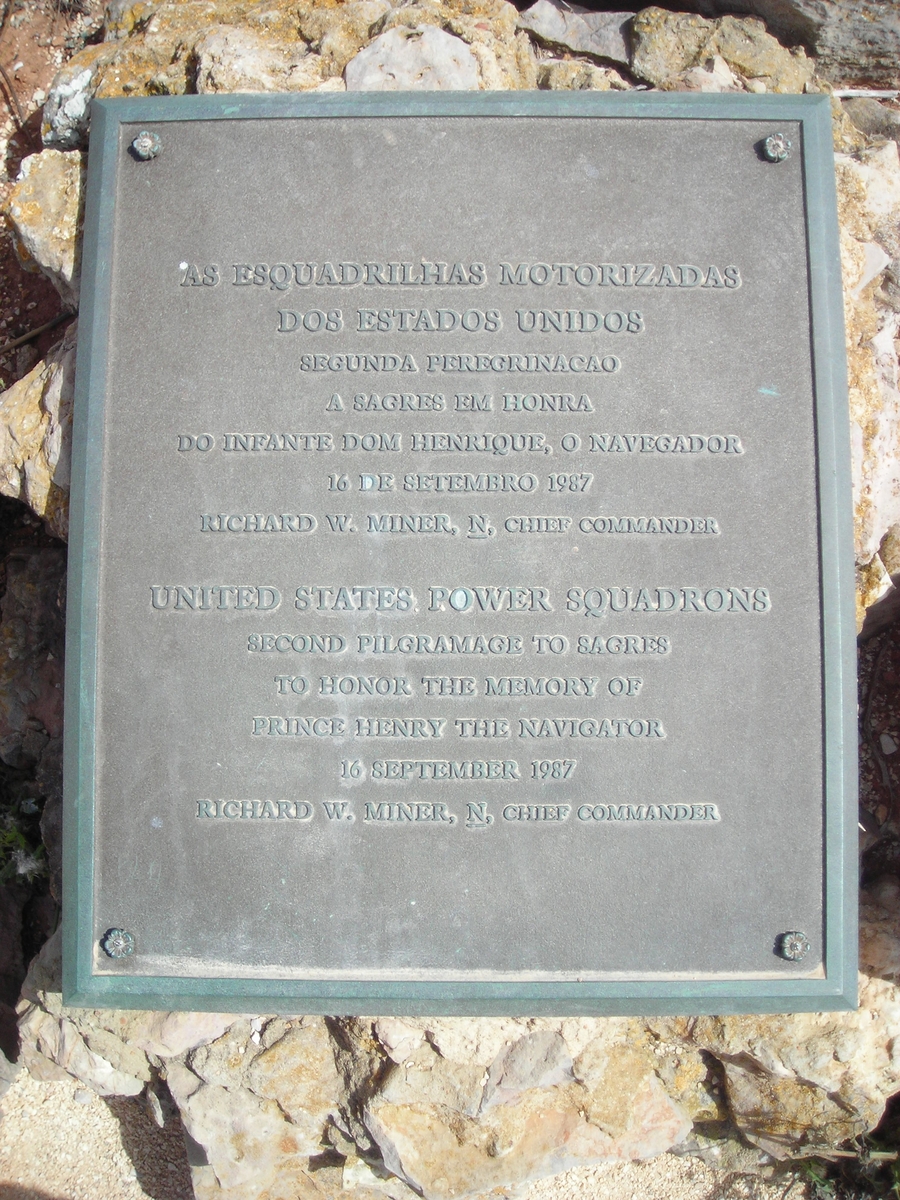 AS ESQUADRILHAS MOTORIZADAS
DOS ESTADOS UNIDOS
SEGUNDA PEREGRINACAO
A SAGRES EM HONRA
DO INFANTE DOM HENRIQUE, O NAVEGADOR
16 DE SETEMBRO 1987
RICHARD W. MINER, N, CHIEF COMMANDER
UNITED STATES POWER SQUADRONS
SECOND PILGRAMAGE TO SAGRES
TO HONOR THE MEMORY OF
PRINCE HENRY THE NAVIGATOR
16 SEPTEMBER 1987
RICHARD W. MINER, N, CHIEF COMMANDER